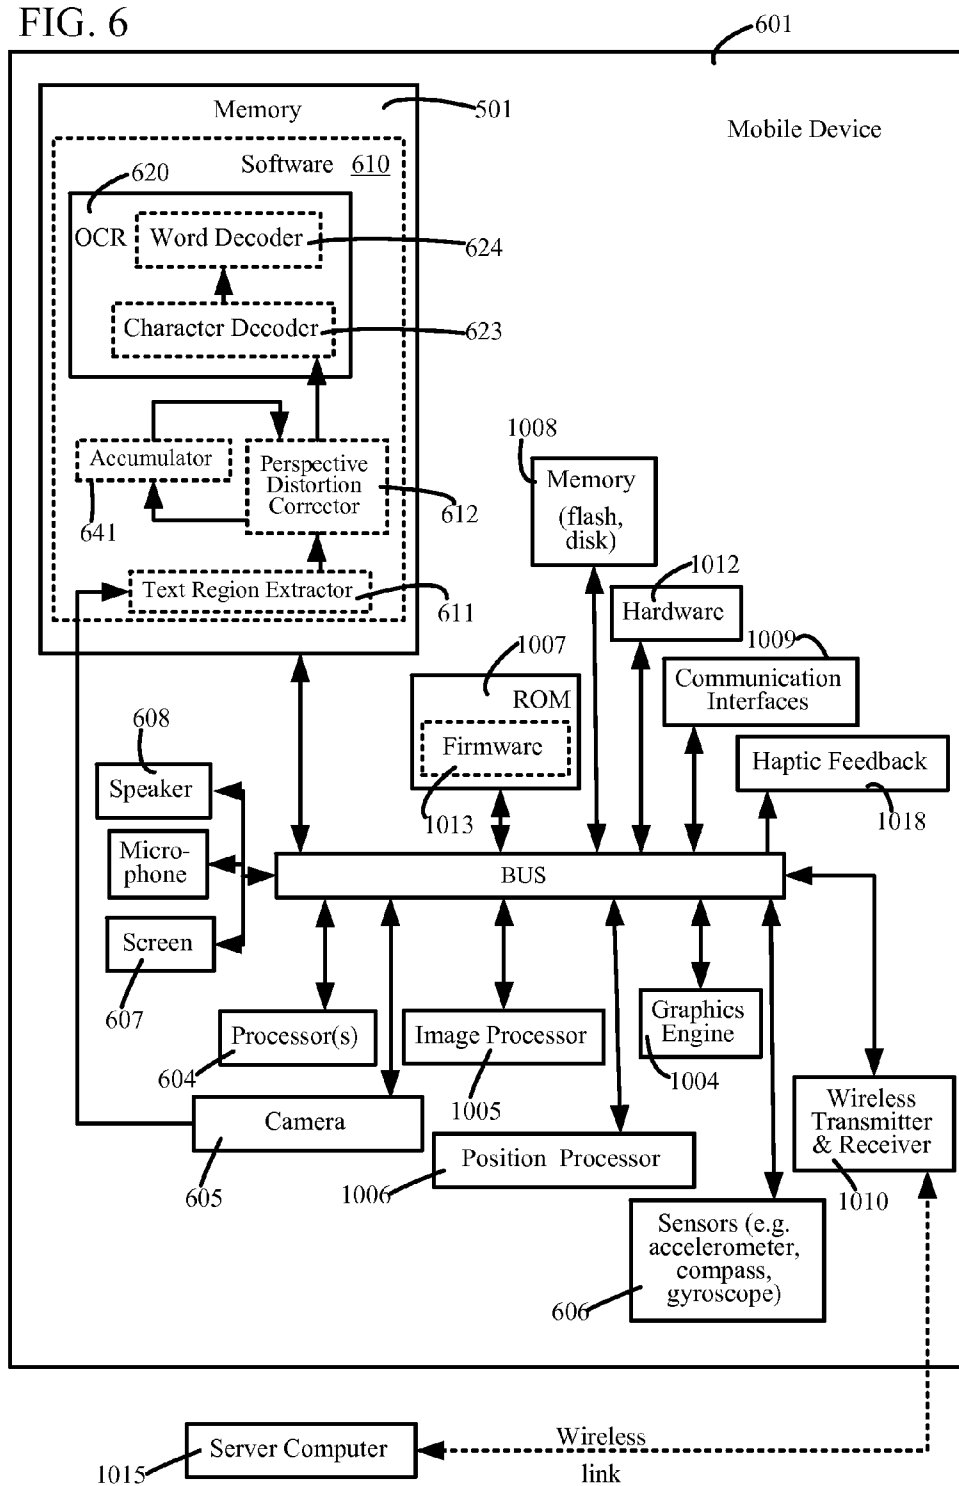 FIG. 6
601
Mobile Device
Memory
501
Software 610
620
OCR
Word Decoder
624
Character Decoder
623
Accumulator
641
Perspective
Distortion
Corrector
612
Text Region Extractor
611
1008
Memory
(flash,
disk)
1012
Hardware
1009
Communication
Interfaces
1007
ROM
Firmware
1013
Haptic Feedback
1018
608
Speaker
Micro-
phone
Screen
607
BUS
Processor(s)
604
Image Processor
1005
Graphics
Engine
1004
Camera
605
Position Processor
1006
Wireless
Transmitter
& Receiver
1010
Sensors (e.g.
accelerometer,
compass,
gyroscope)
606
Server Computer
1015
Wireless
link